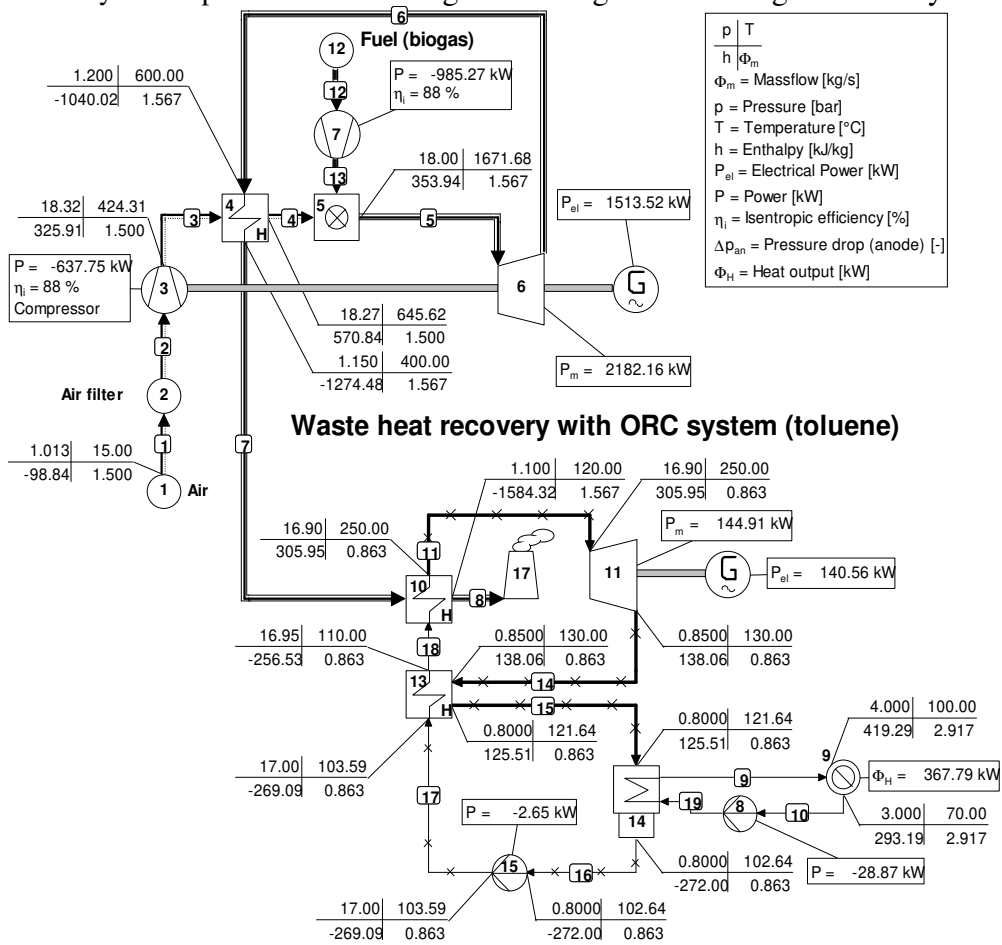 6
Fuel (biogas)
12
1.200 600.00
-1040.02 1.567
12
P = -985.27 kW
ηi = 88 %
7
p T
h Φm
Φm = Massflow [kg/s]
p = Pressure [bar]
T = Temperature [°C]
h = Enthalpy [kJ/kg]
Pel = Electrical Power [kW]
P = Power [kW]
ηi = Isentropic efficiency [%]
Δpan = Pressure drop (anode) [-]
ΦH = Heat output [kW]
13
18.00 1671.68
353.94 1.567
18.32 424.31
325.91 1.500
3
4
H
4
5
5
Pel = 1513.52 kW
P = -637.75 kW
ηi = 88 %
Compressor
3
6
G
~
18.27 645.62
570.84 1.500
1.150 400.00
-1274.48 1.567
Pm = 2182.16 kW
2
Air filter
2
7
1
1.013 15.00
-98.84 1.500
1
Air
Waste heat recovery with ORC system (toluene)
1.100 120.00
-1584.32 1.567
16.90 250.00
305.95 0.863
Pm = 144.91 kW
16.90 250.00
305.95 0.863
11
17
11
G
~
Pel = 140.56 kW
10
H
8
18
16.95 110.00
-256.53 0.863
0.8500 130.00
138.06 0.863
0.8500 130.00
138.06 0.863
13
H
14
15
0.8000 121.64
125.51 0.863
0.8000 121.64
125.51 0.863
4.000 100.00
419.29 2.917
17.00 103.59
-269.09 0.863
9
9
ΦH = 367.79 kW
17
19
8
10
14
3.000 70.00
293.19 2.917
P = -2.65 kW
15
16
0.8000 102.64
-272.00 0.863
P = -28.87 kW
17.00 103.59
-269.09 0.863
0.8000 102.64
-272.00 0.863